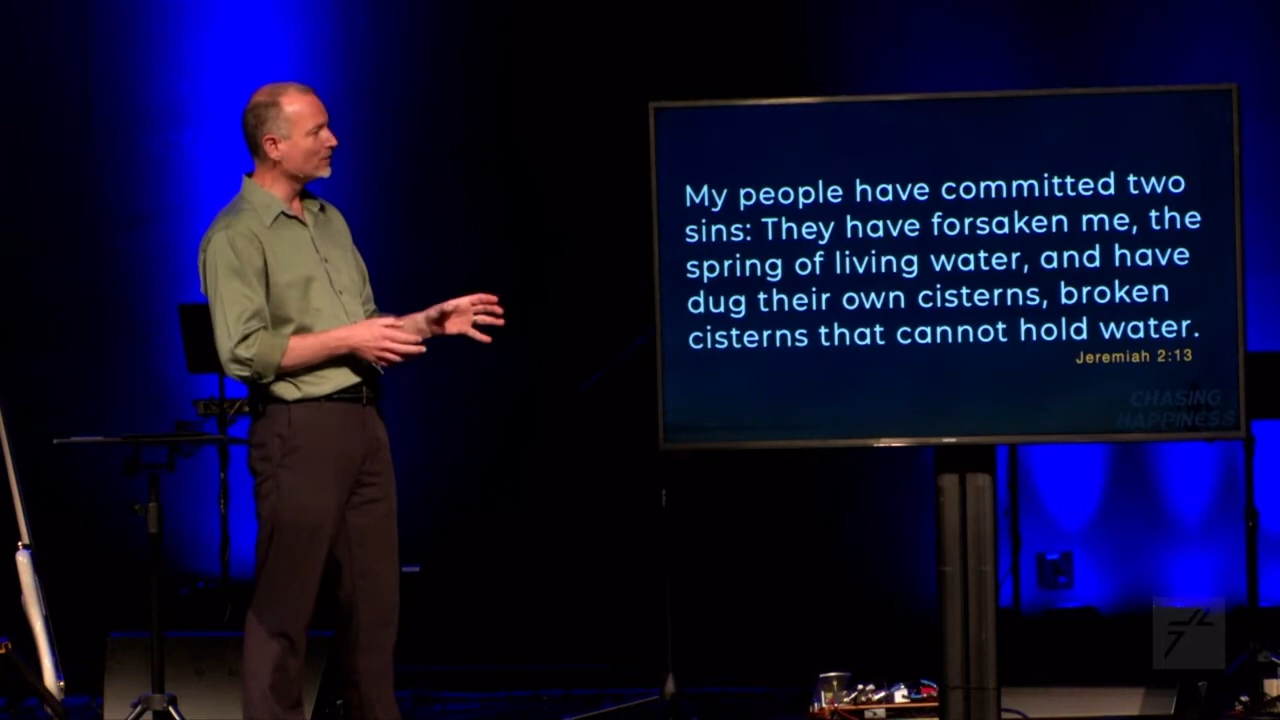 My people have committed two
sins: They have forsaken me, the
spring of living water, and have
dug their own cisterns, broken
cisterns that cannot hold water.
Jeremiah 2:13
CHASING
HAPPINESS